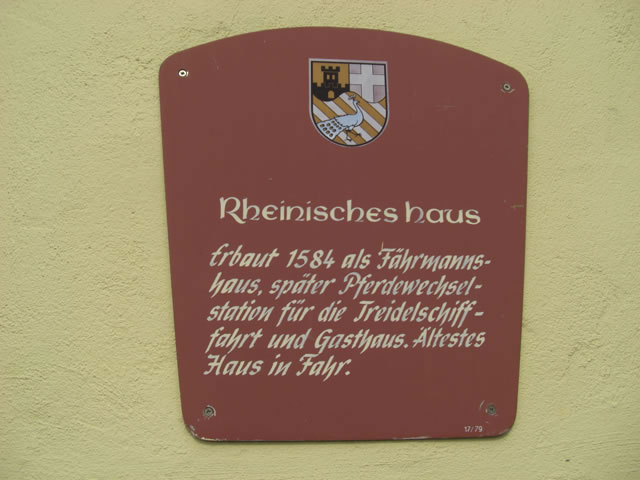 Rheinisches haus
Erbaut 1584 als Fährmanns-
haus, später Pferdewechsel-
station für die Treidelschiff-
fahrt und Gasthaus. Ältestes
Haus in Fahr.
17/79